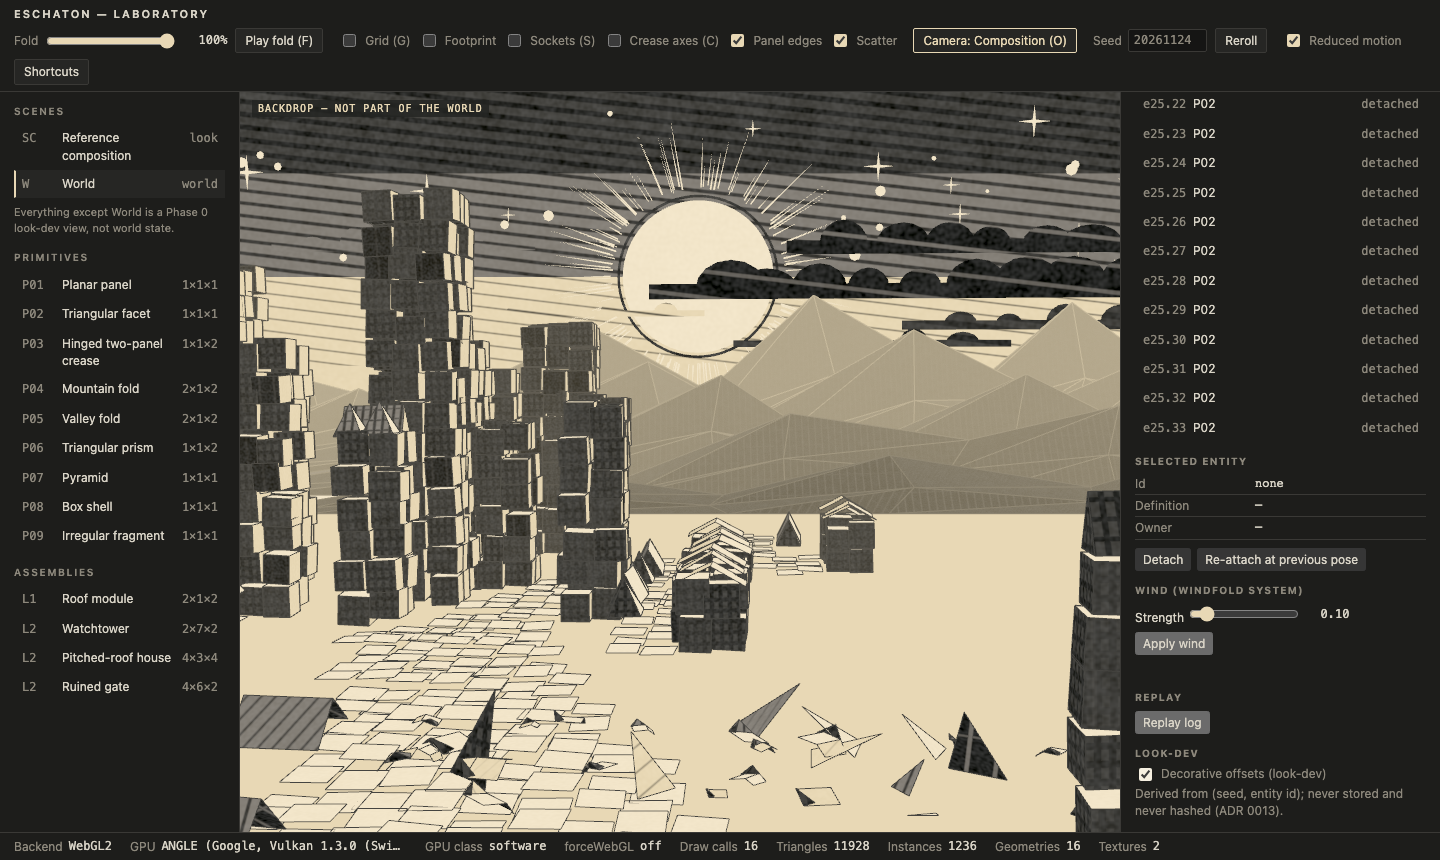 ESCHATON — LABORATORY
Fold 100% Play fold (F) Grid (G) Footprint Sockets (S) Crease axes (C) Panel edges Scatter Camera: Composition (O) Seed 20261124 Reroll Reduced motion
Shortcuts
SCENES
SC Reference composition look
W World world
Everything except World is a Phase 0
look-dev view, not world state.
PRIMITIVES
P01 Planar panel 1×1×1
P02 Triangular facet 1×1×1
P03 Hinged two-panel crease 1×1×2
P04 Mountain fold 2×1×2
P05 Valley fold 2×1×2
P06 Triangular prism 1×1×2
P07 Pyramid 1×1×1
P08 Box shell 1×1×1
P09 Irregular fragment 1×1×1
ASSEMBLIES
L1 Roof module 2×1×2
L2 Watchtower 2×7×2
L2 Pitched-roof house 4×3×4
L2 Ruined gate 4×6×2
BACKDROP — NOT PART OF THE WORLD
e25.22 P02 detached
e25.23 P02 detached
e25.24 P02 detached
e25.25 P02 detached
e25.26 P02 detached
e25.27 P02 detached
e25.28 P02 detached
e25.29 P02 detached
e25.30 P02 detached
e25.31 P02 detached
e25.32 P02 detached
e25.33 P02 detached
SELECTED ENTITY
Id none
Definition —
Owner —
Detach Re-attach at previous pose
WIND (WINDFOLD SYSTEM)
Strength 0.10
Apply wind
REPLAY
Replay log
LOOK-DEV
Decorative offsets (look-dev)
Derived from (seed, entity id); never stored and
never hashed (ADR 0013).
Backend WebGL2 GPU ANGLE (Google, Vulkan 1.3.0 (Swi… GPU class software forceWebGL off Draw calls 16 Triangles 11928 Instances 1236 Geometries 16 Textures 2